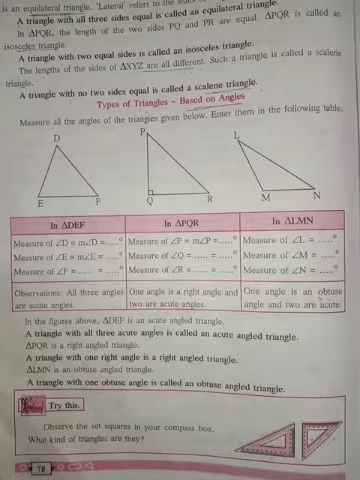 is an equilateral triangle. 'Lateral' refers to the sides of
A triangle with all three sides equal is called an equilateral triangle.
In ΔPQR, the length of the two sides PQ and PR are equal. ΔPQR is called an
isosceles triangle.
A triangle with two equal sides is called an isosceles triangle.
The lengths of the sides of ΔXYZ are all different. Such a triangle is called a scalene
triangle.
A triangle with no two sides equal is called a scalene triangle.
Types of Triangles - Based on Angles
Measure all the angles of the triangles given below. Enter them in the following table.
D P L
E F Q R M N
In ΔDEF In ΔPQR In ΔLMN
Measure of ∠D = m∠D = .....° Measure of ∠P = m∠P = .....° Measure of ∠L = .....°
Measure of ∠E = m∠E = .....° Measure of ∠Q = ..... = .....° Measure of ∠M = .....°
Measure of ∠F = ..... = .....° Measure of ∠R = ..... = .....° Measure of ∠N = .....°
Observations: All three angles One angle is a right angle and One angle is an obtuse
are acute angles. two are acute angles. angle and two are acute.
In the figures above, ΔDEF is an acute angled triangle.
A triangle with all three acute angles is called an acute angled triangle.
ΔPQR is a right angled triangle.
A triangle with one right angle is a right angled triangle.
ΔLMN is an obtuse angled triangle.
A triangle with one obtuse angle is called an obtuse angled triangle.
Try this.
Observe the set squares in your compass box.
What kind of triangles are they?
78